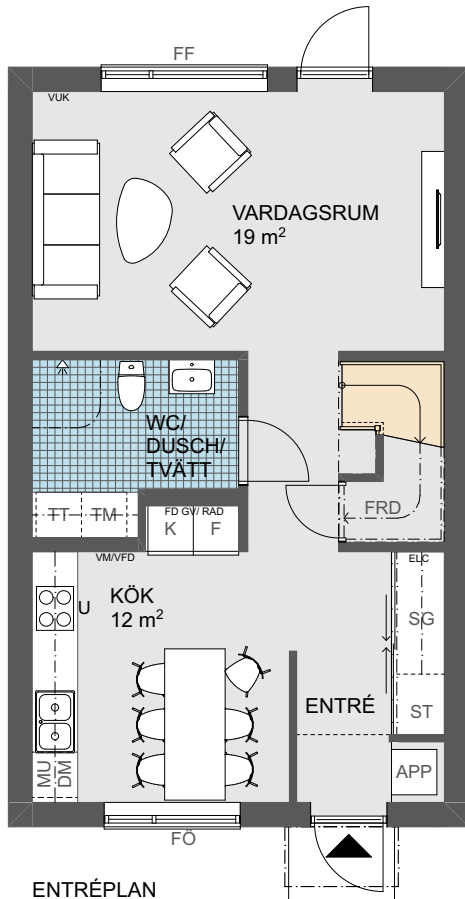 FF
VUK
VARDAGSRUM
19 m²
WC/
DUSCH/
TVÄTT
TT TM
FD GV/ RAD
K F
FRD
VM/VFD
ELC
U
KÖK
12 m²
SG
ENTRÉ
ST
MU
DM
APP
FÖ
ENTRÉPLAN